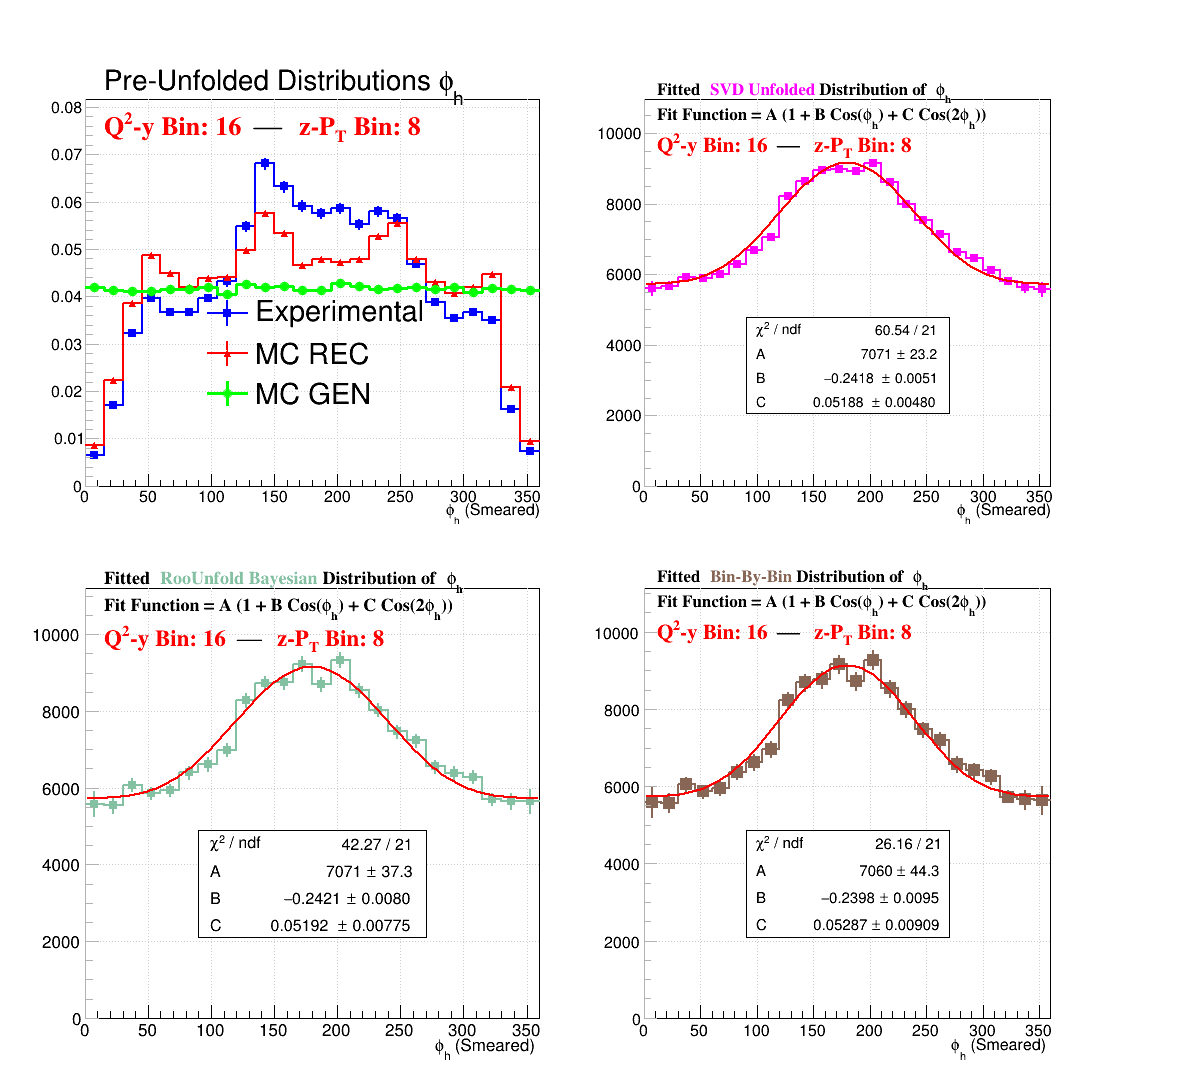 Pre-Unfolded Distributions ϕh
Q2-y Bin: 16 — z-PT Bin: 8
0.08
0.07
0.06
0.05
0.04
0.03
0.02
0.01
0
Experimental
MC REC
MC GEN
0 50 100 150 200 250 300 350
ϕh (Smeared)
Fitted SVD Unfolded Distribution of ϕh
Fit Function = A (1 + B Cos(ϕh) + C Cos(2ϕh))
Q2-y Bin: 16 — z-PT Bin: 8
10000
8000
6000
4000
2000
0
χ2 / ndf 60.54 / 21
A 7071 ± 23.2
B −0.2418 ± 0.0051
C 0.05188 ± 0.00480
0 50 100 150 200 250 300 350
ϕh (Smeared)
Fitted RooUnfold Bayesian Distribution of ϕh
Fit Function = A (1 + B Cos(ϕh) + C Cos(2ϕh))
Q2-y Bin: 16 — z-PT Bin: 8
10000
8000
6000
4000
2000
0
χ2 / ndf 42.27 / 21
A 7071 ± 37.3
B −0.2421 ± 0.0080
C 0.05192 ± 0.00775
0 50 100 150 200 250 300 350
ϕh (Smeared)
Fitted Bin-By-Bin Distribution of ϕh
Fit Function = A (1 + B Cos(ϕh) + C Cos(2ϕh))
Q2-y Bin: 16 — z-PT Bin: 8
10000
8000
6000
4000
2000
0
χ2 / ndf 26.16 / 21
A 7060 ± 44.3
B −0.2398 ± 0.0095
C 0.05287 ± 0.00909
0 50 100 150 200 250 300 350
ϕh (Smeared)